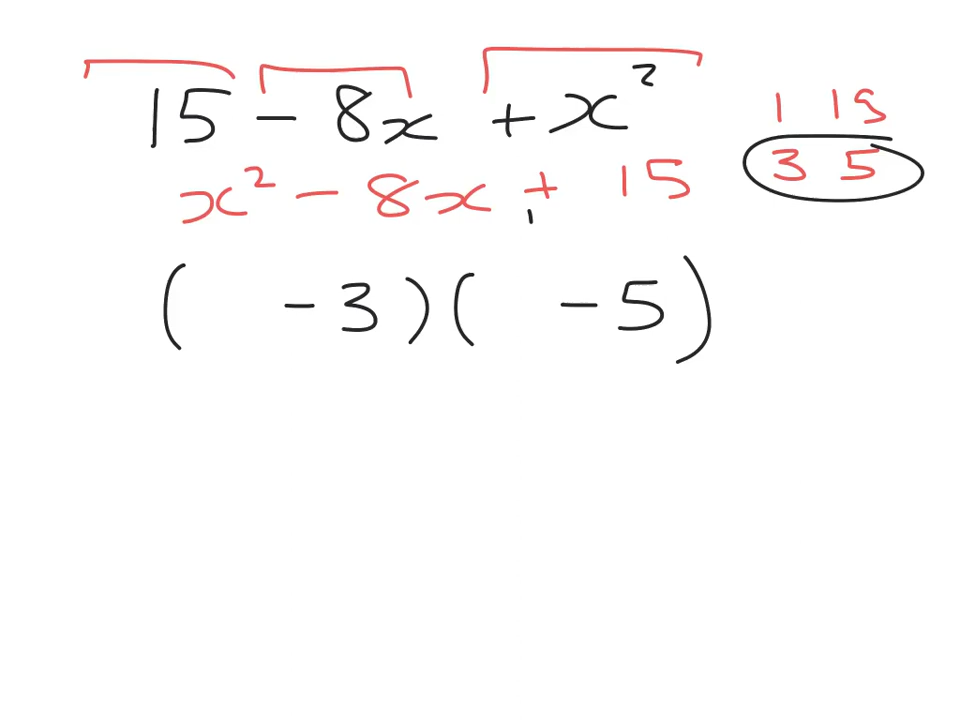 15 - 8x + x²
1 15
x² - 8x + 15
3 5
( - 3)( - 5)